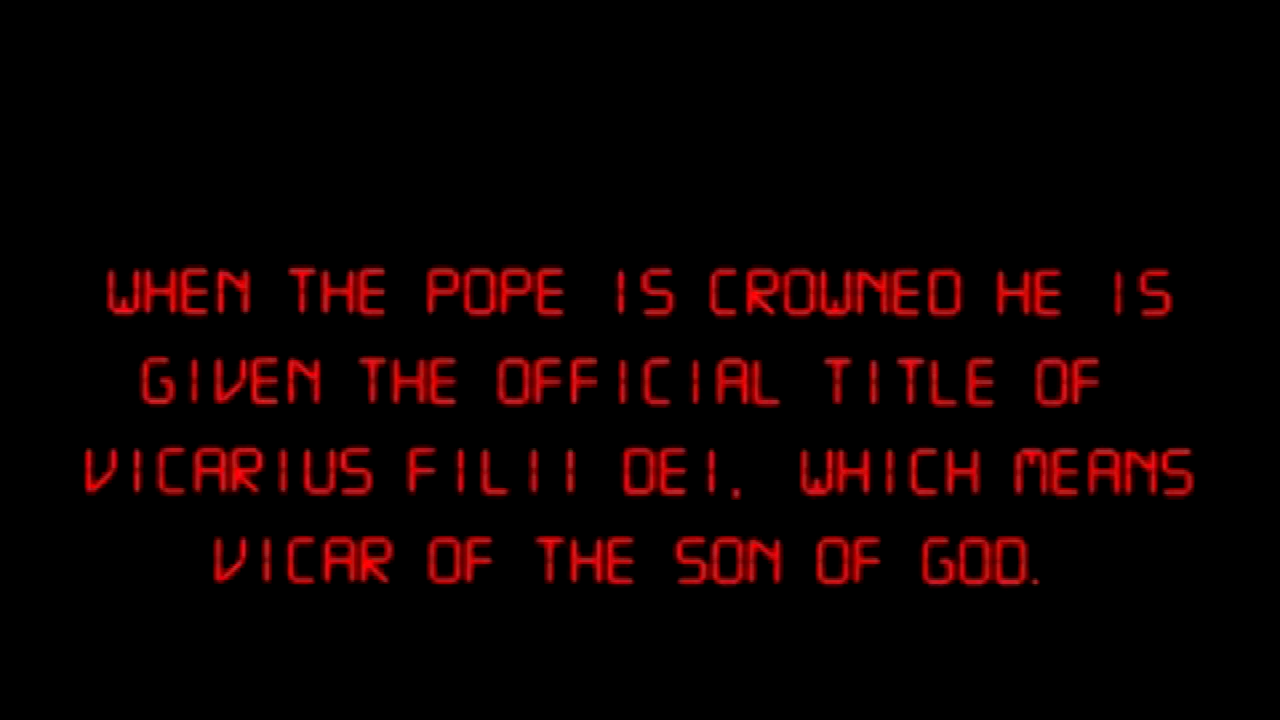 WHEN THE POPE IS CROWNED HE IS
GIVEN THE OFFICIAL TITLE OF
VICARIUS FILII DEI, WHICH MEANS
VICAR OF THE SON OF GOD.